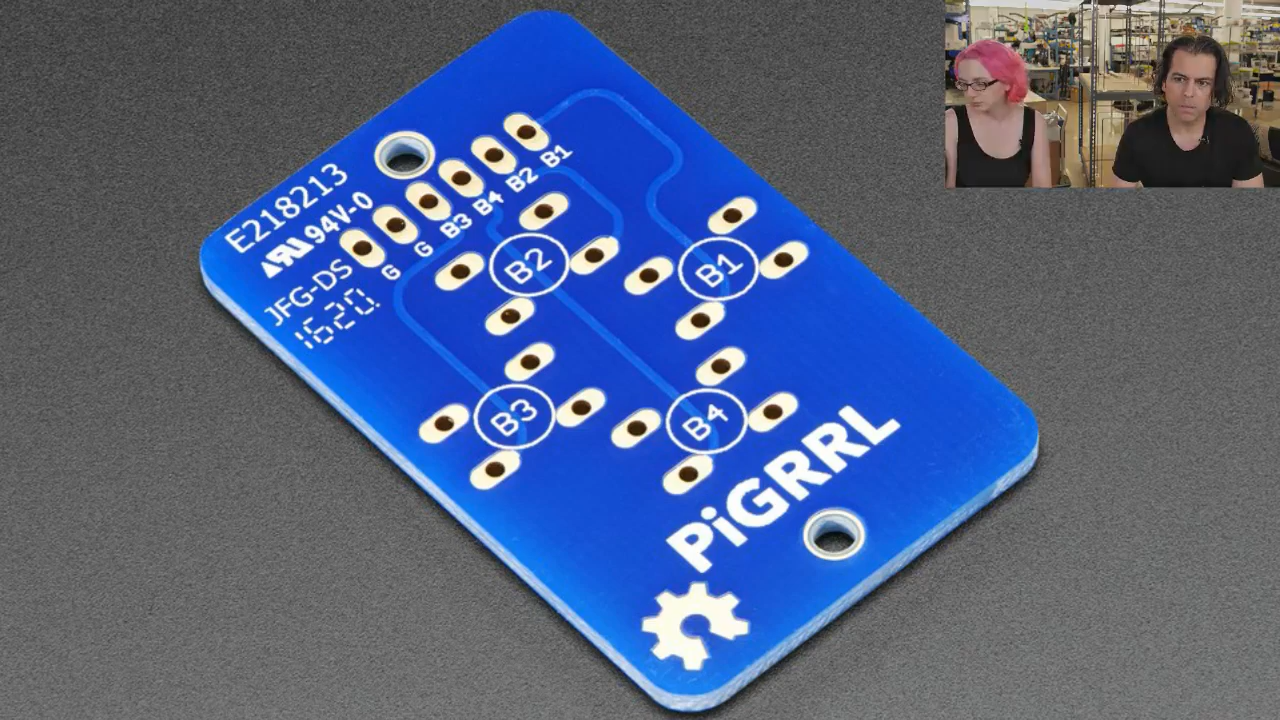 E218213
94V-0
JFG-DS
1620.
G
G
B3
B4
B2
B1
B2
B1
B3
B4
PiGRRL